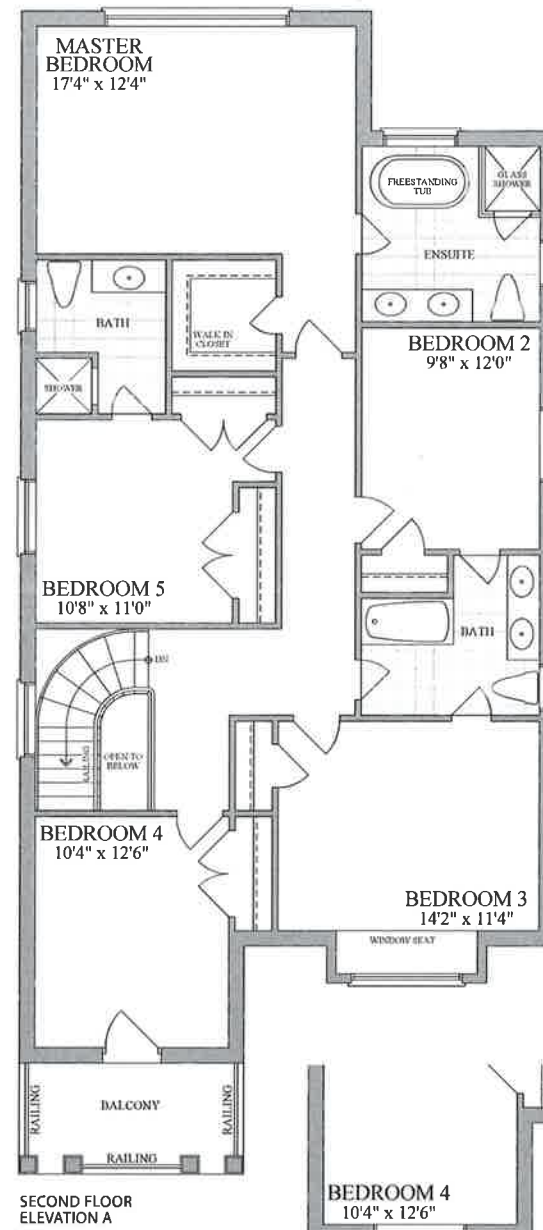 MASTER
BEDROOM
17'4" x 12'4"
FREESTANDING
TUB
GLASS
SHOWER
ENSUITE
BATH
WALK IN
CLOSET
SHOWER
BEDROOM 2
9'8" x 12'0"
BEDROOM 5
10'8" x 11'0"
BATH
DN
RAILING
OPEN TO
BELOW
BEDROOM 4
10'4" x 12'6"
BEDROOM 3
14'2" x 11'4"
WINDOW SEAT
RAILING
BALCONY
RAILING
RAILING
BEDROOM 4
10'4" x 12'6"
SECOND FLOOR
ELEVATION A